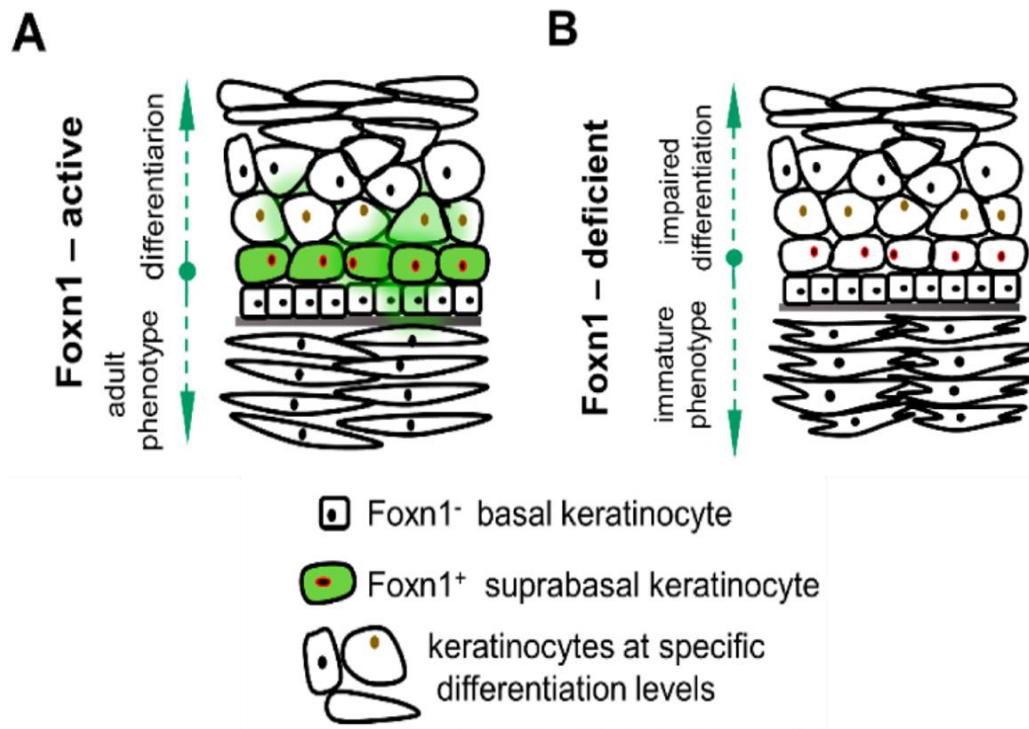 A
Foxn1 – active
differentiarion
adult
phenotype
B
Foxn1 – deficient
impaired
differentiation
immature
phenotype
Foxn1- basal keratinocyte
Foxn1+ suprabasal keratinocyte
keratinocytes at specific
differentiation levels